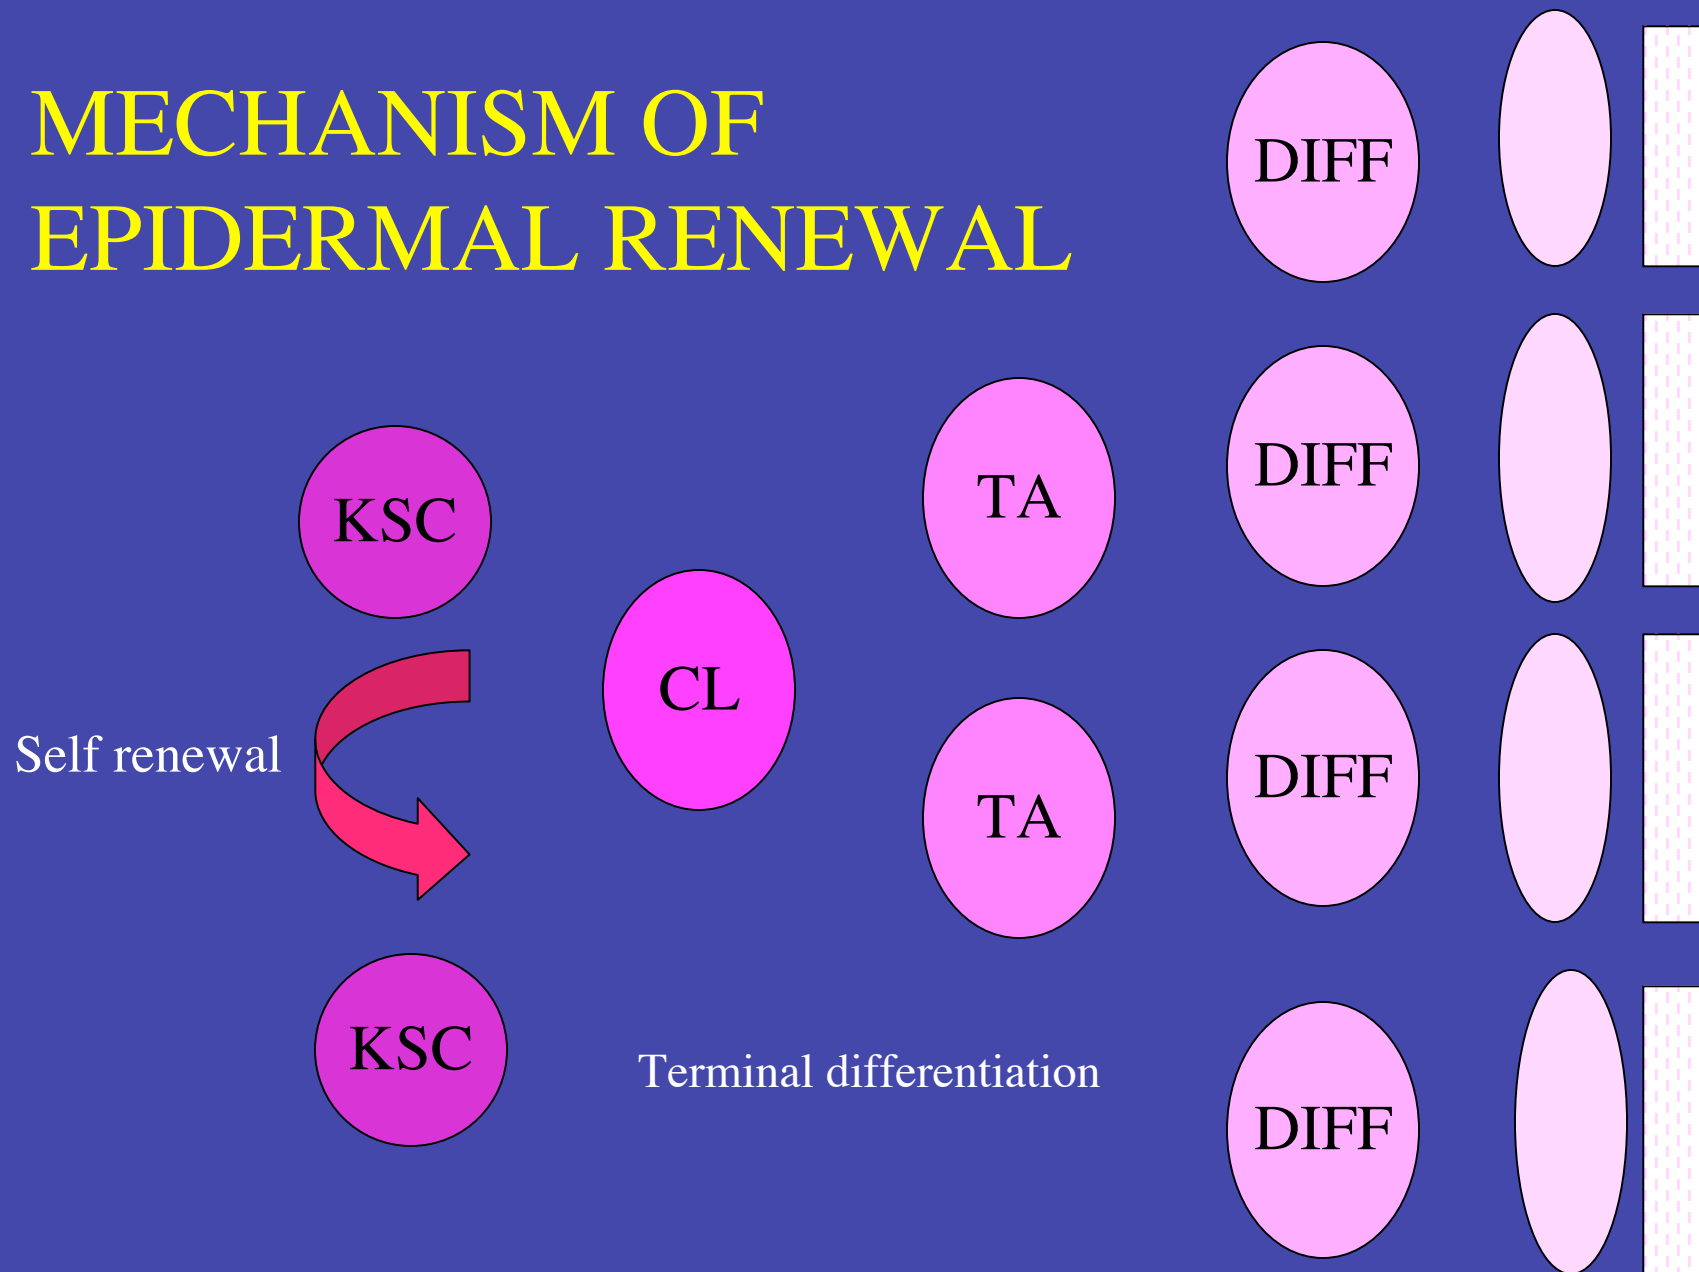 MECHANISM OF
EPIDERMAL RENEWAL
DIFF
DIFF
TA
KSC
CL
Self renewal
TA
DIFF
KSC
Terminal differentiation
DIFF